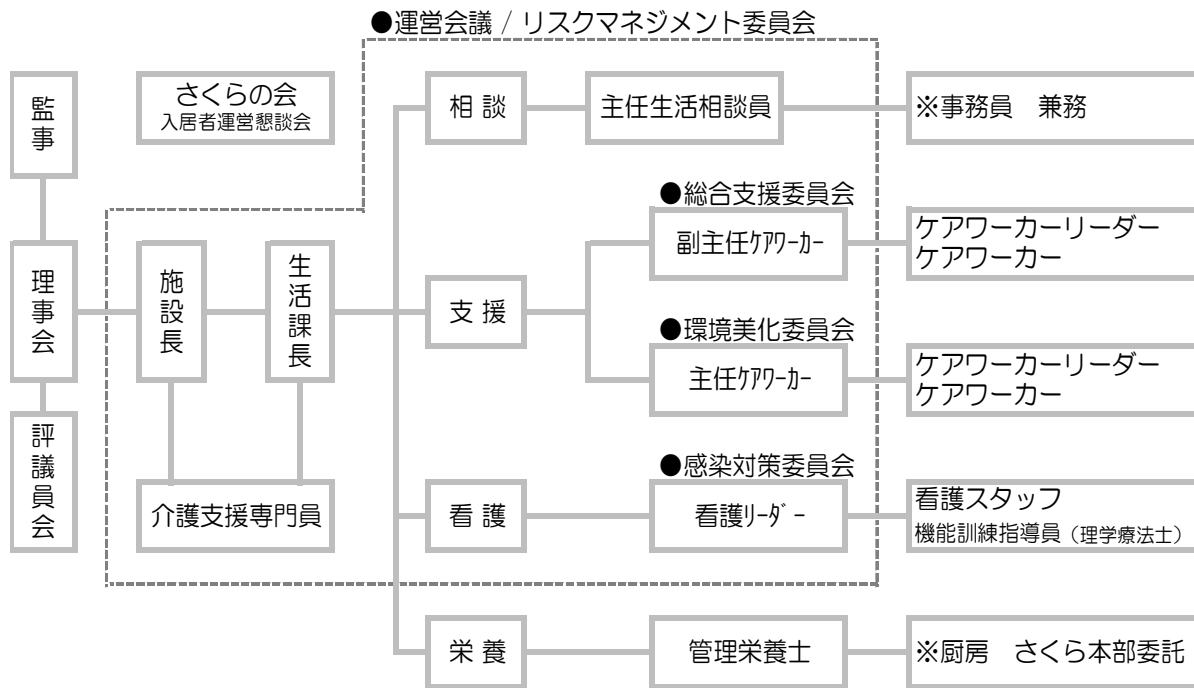 ●運営会議 / リスクマネジメント委員会
監事
さくらの会
入居者運営懇談会
相 談
主任生活相談員
※事務員　兼務
●総合支援委員会
副主任ｹｱﾜｰｶｰ
ケアワーカーリーダー
ケアワーカー
理事会
施設長
生活課長
支 援
●環境美化委員会
主任ｹｱﾜｰｶｰ
ケアワーカーリーダー
ケアワーカー
評議員会
介護支援専門員
看 護
●感染対策委員会
看護ﾘｰﾀﾞｰ
看護スタッフ
機能訓練指導員（理学療法士）
栄 養
管理栄養士
※厨房　さくら本部委託